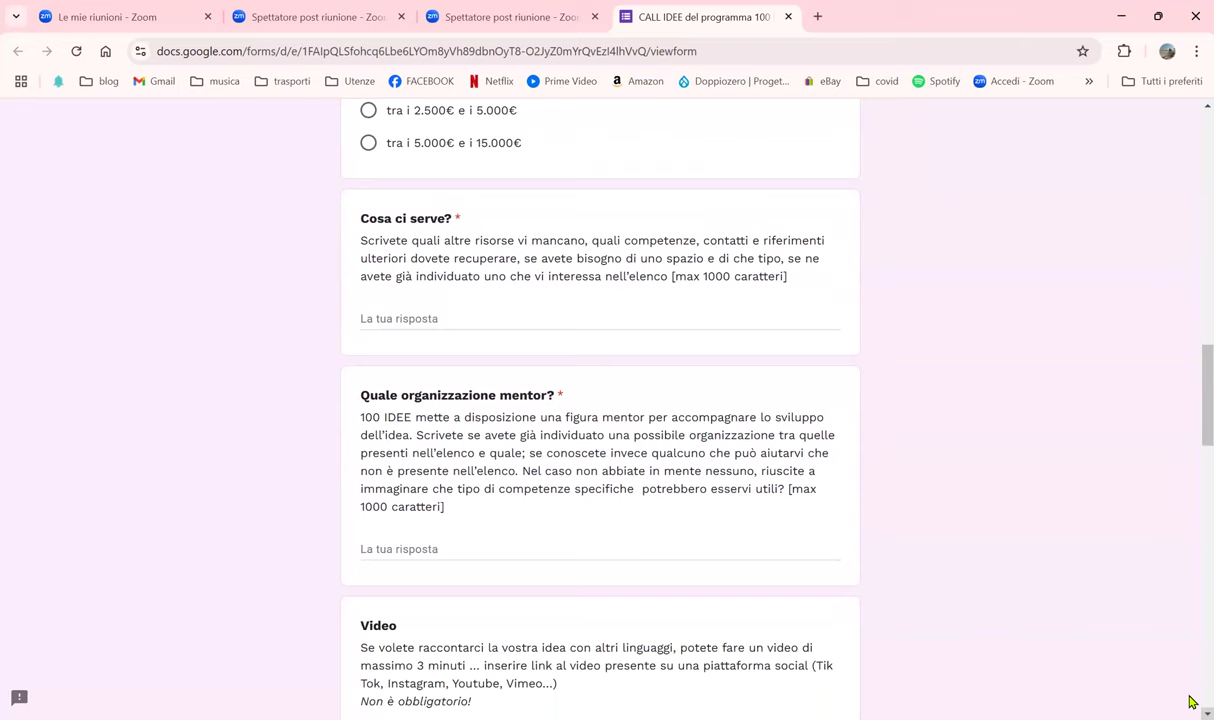 Le mie riunioni - Zoom
Spettatore post riunione - Zoo
Spettatore post riunione - Zoo
CALL IDEE del programma 100
docs.google.com/forms/d/e/1FAIpQLSfohcq6Lbe6LYOm8yVh89dbnOyT8-O2JyZ0mYrQvEzI4lhVvQ/viewform
blog
Gmail
musica
trasporti
Utenze
FACEBOOK
Netflix
Prime Video
Amazon
Doppiozero | Proget...
eBay
covid
Spotify
Accedi - Zoom
»
Tutti i preferiti
tra i 2.500€ e i 5.000€
tra i 5.000€ e i 15.000€
Cosa ci serve? *
Scrivete quali altre risorse vi mancano, quali competenze, contatti e riferimenti
ulteriori dovete recuperare, se avete bisogno di uno spazio e di che tipo, se ne
avete già individuato uno che vi interessa nell'elenco [max 1000 caratteri]
La tua risposta
Quale organizzazione mentor? *
100 IDEE mette a disposizione una figura mentor per accompagnare lo sviluppo
dell'idea. Scrivete se avete già individuato una possibile organizzazione tra quelle
presenti nell'elenco e quale; se conoscete invece qualcuno che può aiutarvi che
non è presente nell'elenco. Nel caso non abbiate in mente nessuno, riuscite a
immaginare che tipo di competenze specifiche  potrebbero esservi utili? [max
1000 caratteri]
La tua risposta
Video
Se volete raccontarci la vostra idea con altri linguaggi, potete fare un video di
massimo 3 minuti ... inserire link al video presente su una piattaforma social (Tik
Tok, Instagram, Youtube, Vimeo...)
Non è obbligatorio!